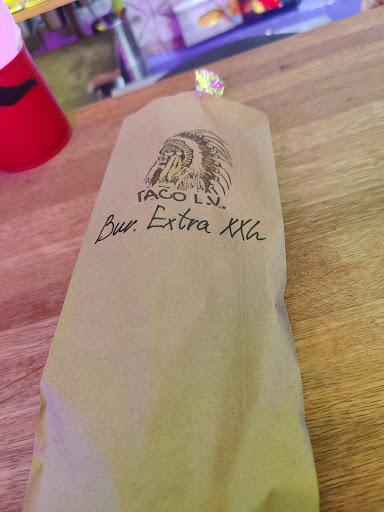 TACO L.V.
Bur. Extra XXL